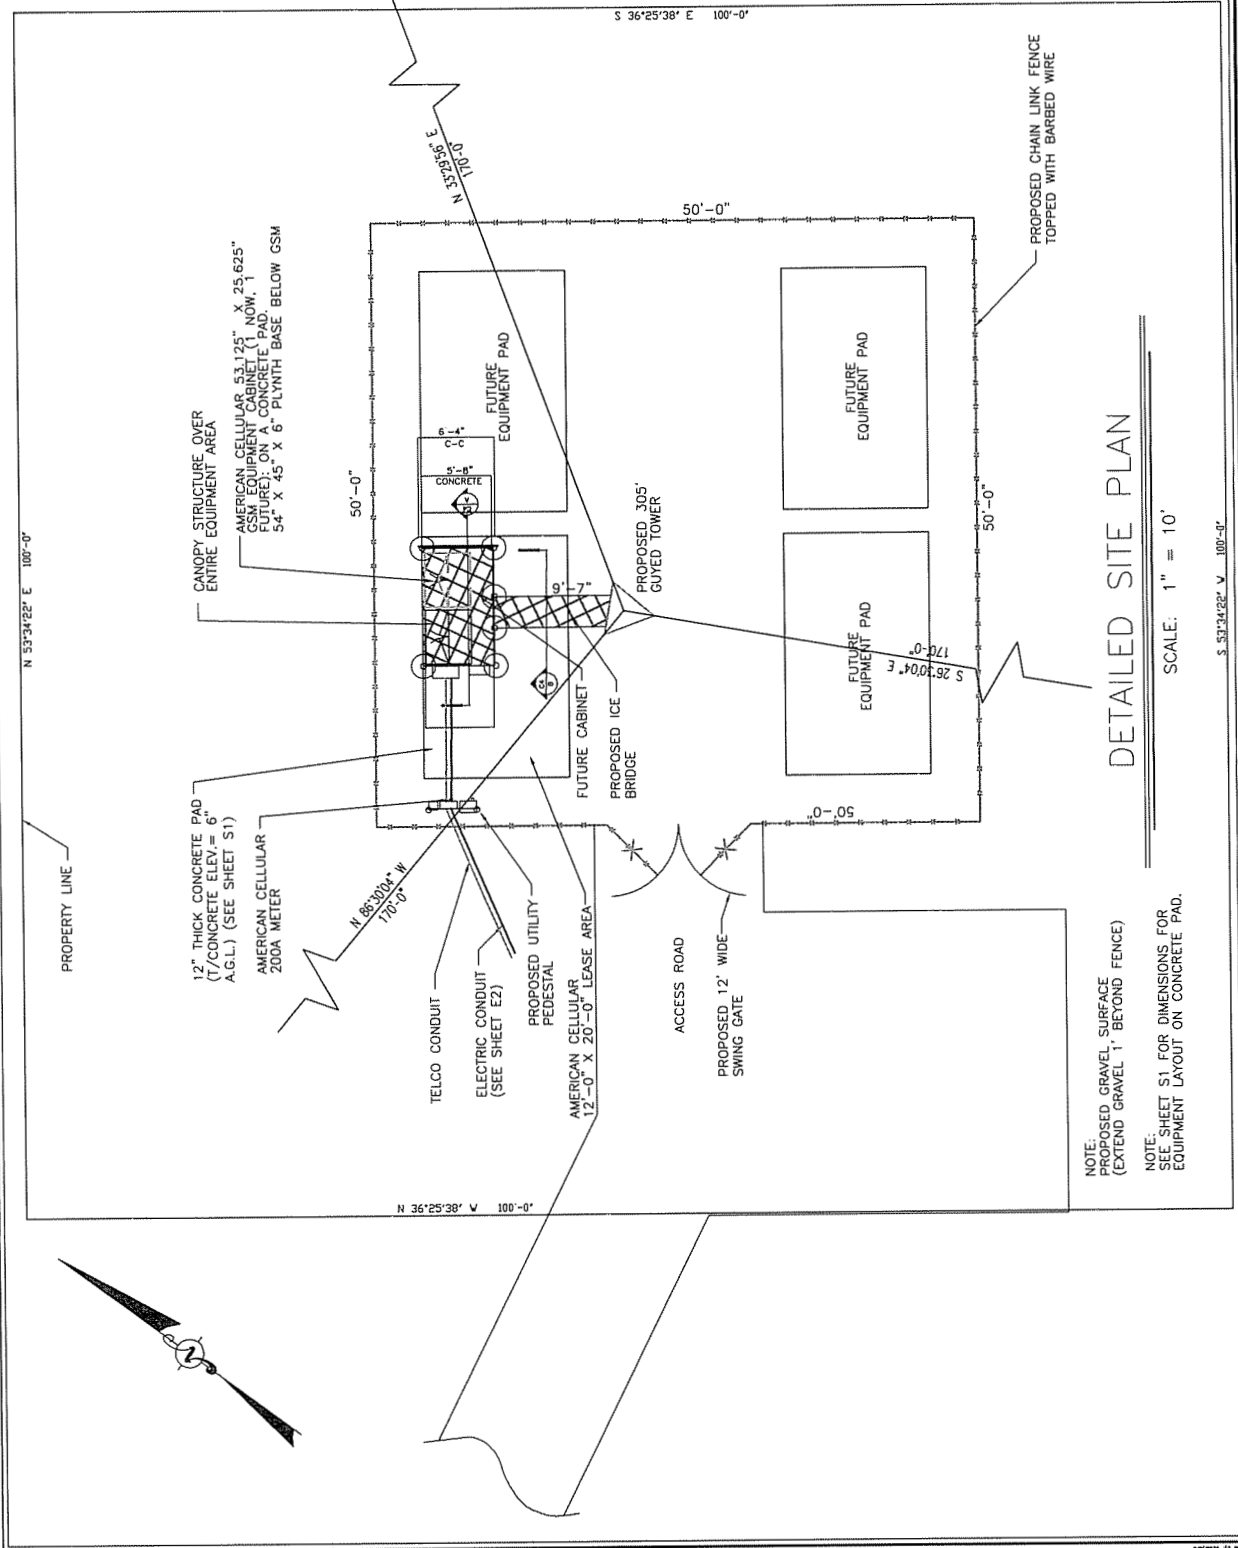 S 36°25'38" E 100'-0"
N 53°34'22" E 100'-0"
PROPERTY LINE
12" THICK CONCRETE PAD
(T/CONCRETE ELEV.= 6"
A.G.L.) (SEE SHEET S1)
AMERICAN CELLULAR
200A METER
CANOPY STRUCTURE OVER
ENTIRE EQUIPMENT AREA
AMERICAN CELLULAR 53.125" X 25.625"
GSM EQUIPMENT CABINET (1 NOW, 1
FUTURE): ON A CONCRETE PAD.
54" X 45" X 6" PLYNTH BASE BELOW GSM
50'-0"
N 33°29'56" E
170'-0"
50'-0"
PROPOSED CHAIN LINK FENCE
TOPPED WITH BARBED WIRE
FUTURE
EQUIPMENT PAD
6'-4"
C-C
5'-8"
CONCRETE
9'-7"
PROPOSED 305'
GUYED TOWER
FUTURE
EQUIPMENT PAD
FUTURE
EQUIPMENT PAD
S 26°30'04" E
170'-0"
50'-0"
50'-0"
N 86°30'04" W
170'-0"
FUTURE CABINET
PROPOSED ICE
BRIDGE
TELCO CONDUIT
ELECTRIC CONDUIT
(SEE SHEET E2)
PROPOSED UTILITY
PEDESTAL
AMERICAN CELLULAR
12'-0" X 20'-0" LEASE AREA
ACCESS ROAD
PROPOSED 12' WIDE
SWING GATE
N 36°25'38" W 100'-0"
DETAILED SITE PLAN
SCALE: 1" = 10'
S 53°34'22" W 100'-0"
NOTE:
PROPOSED GRAVEL SURFACE
(EXTEND GRAVEL 1' BEYOND FENCE)
NOTE:
SEE SHEET S1 FOR DIMENSIONS FOR
EQUIPMENT LAYOUT ON CONCRETE PAD.
N